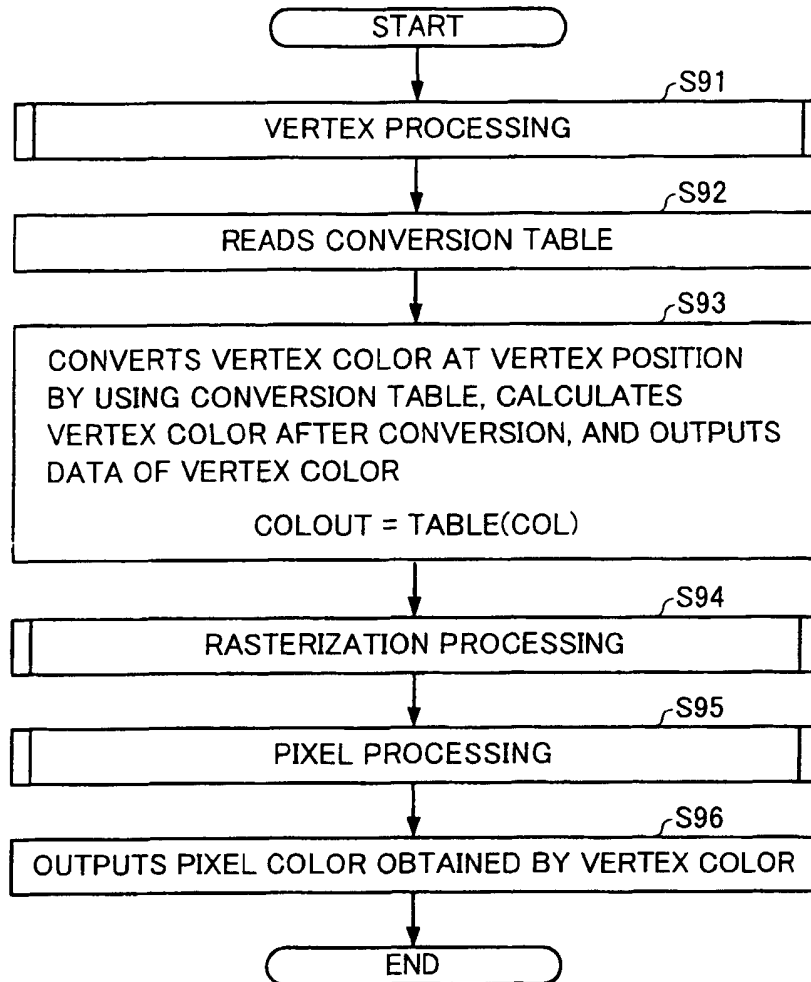 START
S91
VERTEX PROCESSING
S92
READS CONVERSION TABLE
S93
CONVERTS VERTEX COLOR AT VERTEX POSITION
BY USING CONVERSION TABLE, CALCULATES
VERTEX COLOR AFTER CONVERSION, AND OUTPUTS
DATA OF VERTEX COLOR
COLOUT = TABLE(COL)
S94
RASTERIZATION PROCESSING
S95
PIXEL PROCESSING
S96
OUTPUTS PIXEL COLOR OBTAINED BY VERTEX COLOR
END